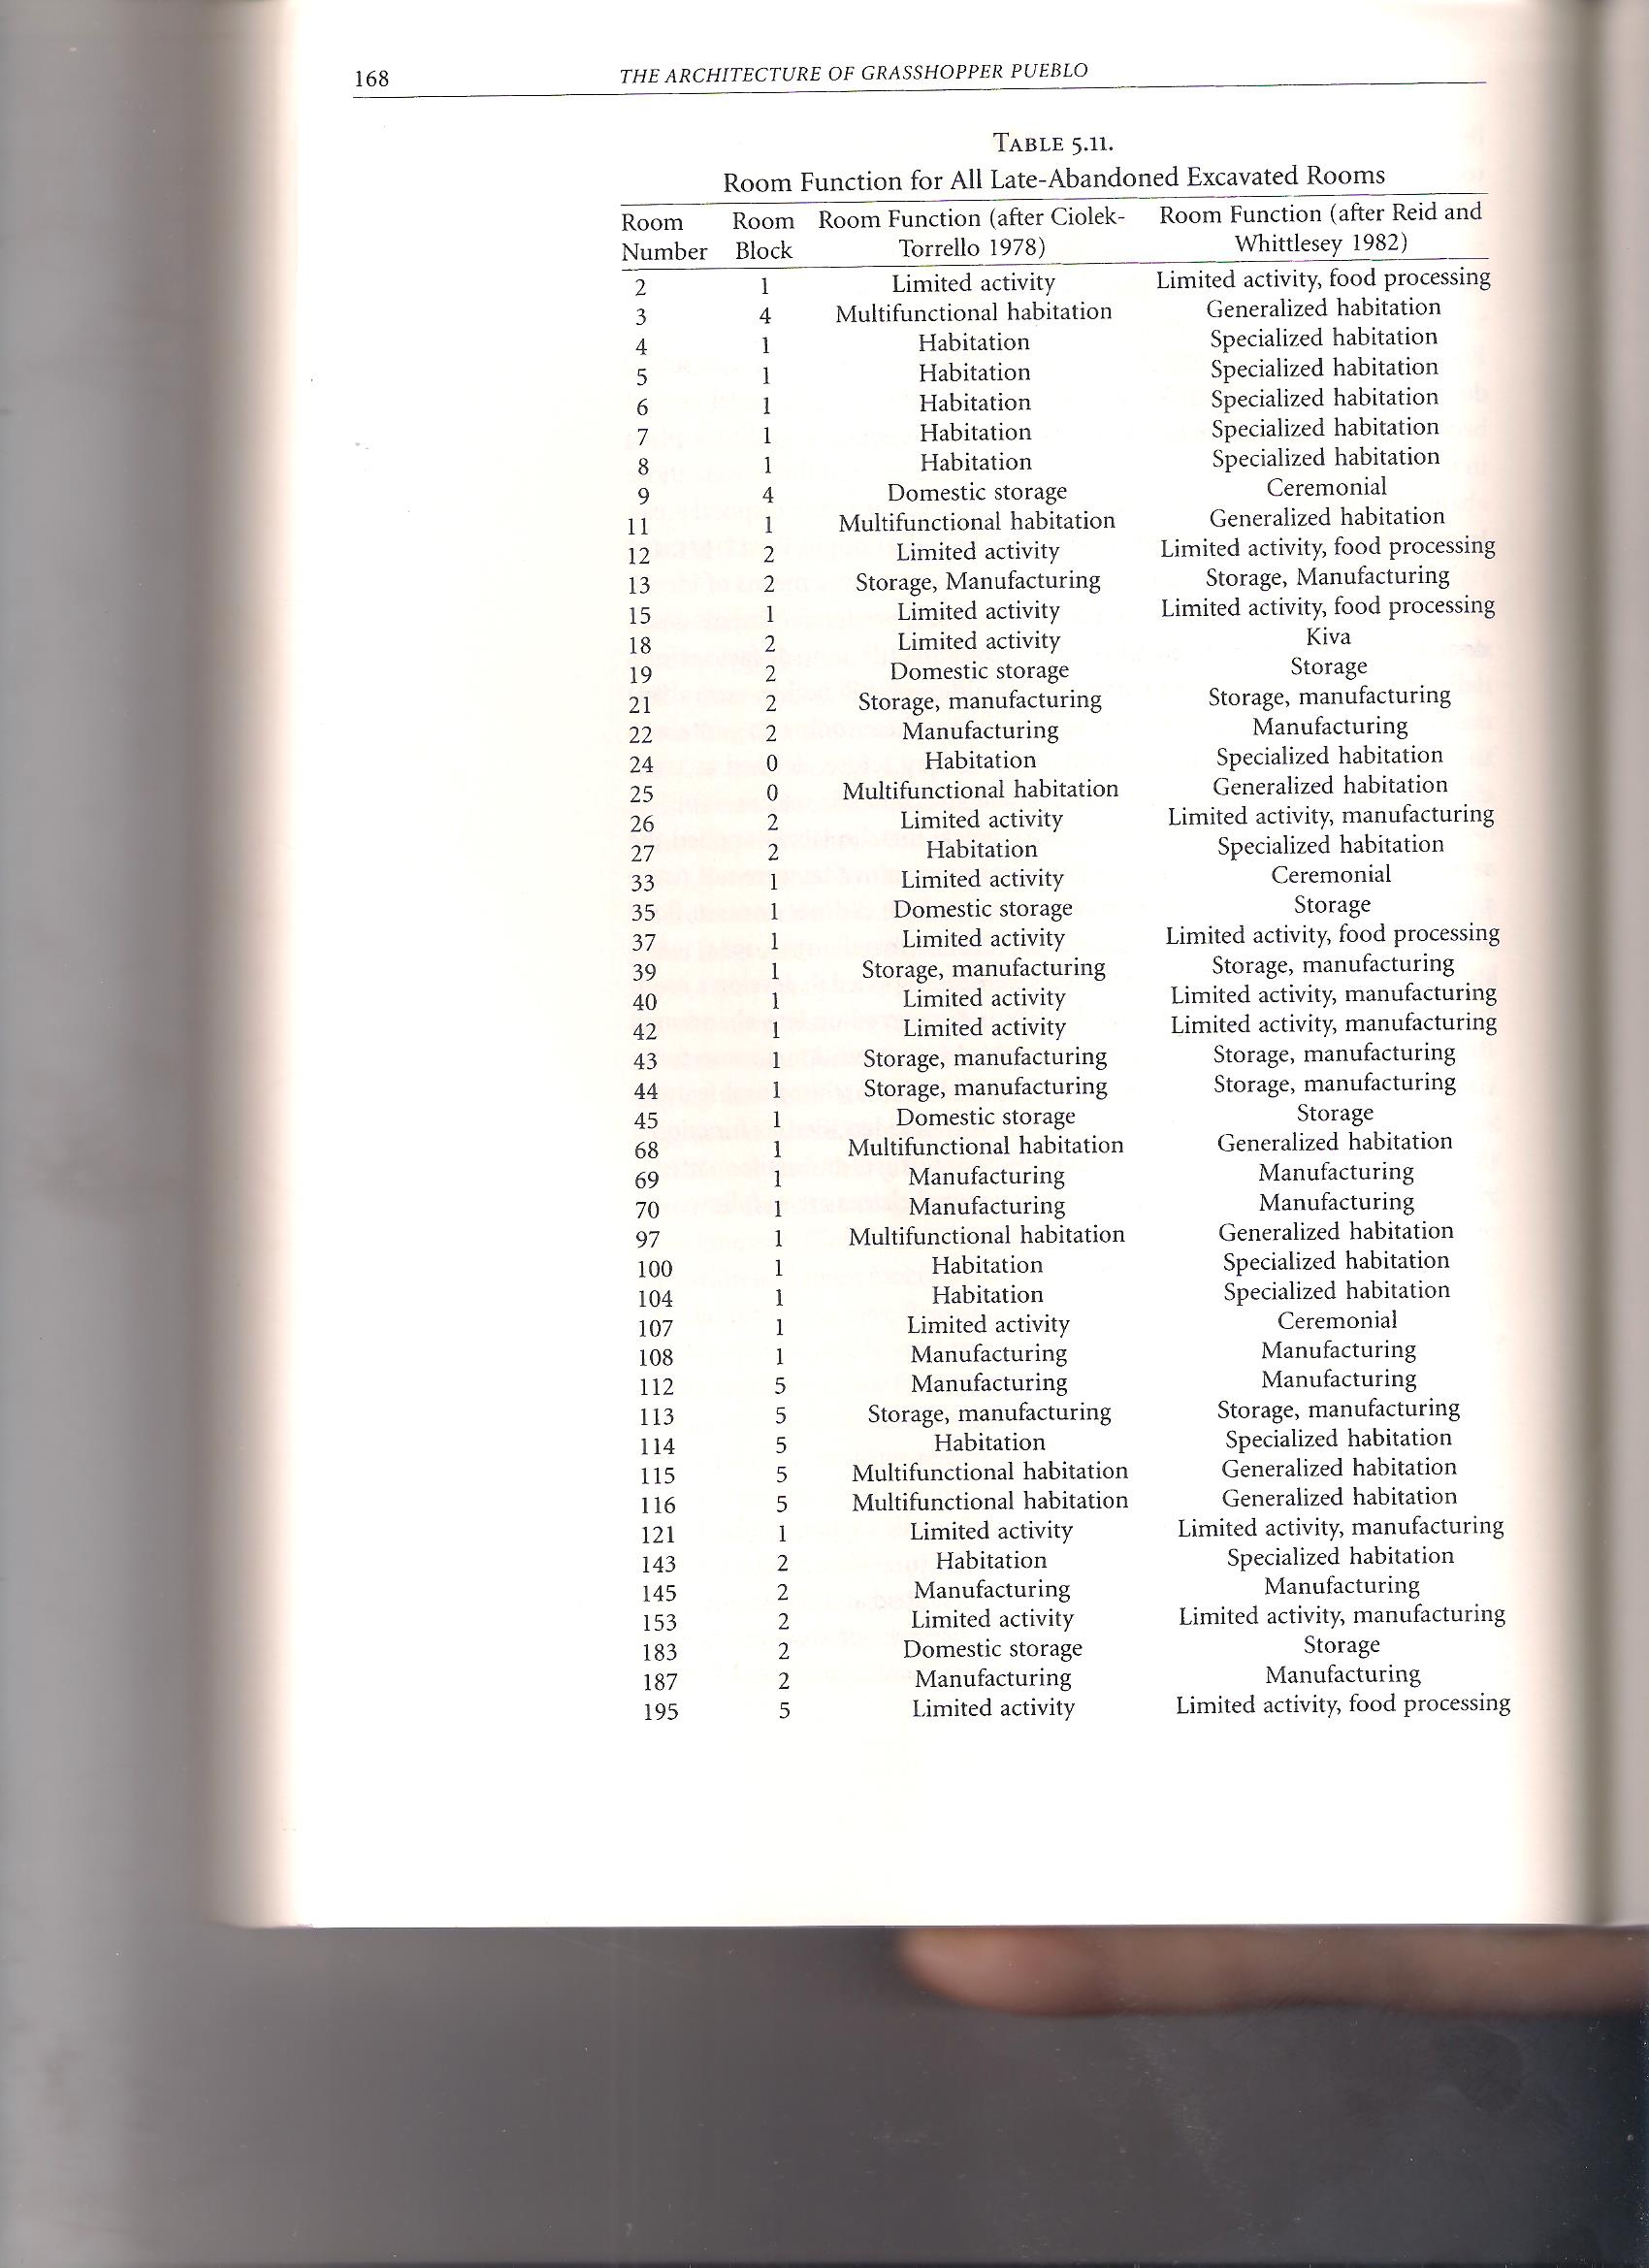 168 THE ARCHITECTURE OF GRASSHOPPER PUEBLO
TABLE 5.11.
Room Function for All Late-Abandoned Excavated Rooms
Room Room Room Function (after Ciolek- Room Function (after Reid and
Number Block Torrello 1978) Whittlesey 1982)
2 1 Limited activity Limited activity, food processing
3 4 Multifunctional habitation Generalized habitation
4 1 Habitation Specialized habitation
5 1 Habitation Specialized habitation
6 1 Habitation Specialized habitation
7 1 Habitation Specialized habitation
8 1 Habitation Specialized habitation
9 4 Domestic storage Ceremonial
11 1 Multifunctional habitation Generalized habitation
12 2 Limited activity Limited activity, food processing
13 2 Storage, Manufacturing Storage, Manufacturing
15 1 Limited activity Limited activity, food processing
18 2 Limited activity Kiva
19 2 Domestic storage Storage
21 2 Storage, manufacturing Storage, manufacturing
22 2 Manufacturing Manufacturing
24 0 Habitation Specialized habitation
25 0 Multifunctional habitation Generalized habitation
26 2 Limited activity Limited activity, manufacturing
27 2 Habitation Specialized habitation
33 1 Limited activity Ceremonial
35 1 Domestic storage Storage
37 1 Limited activity Limited activity, food processing
39 1 Storage, manufacturing Storage, manufacturing
40 1 Limited activity Limited activity, manufacturing
42 1 Limited activity Limited activity, manufacturing
43 1 Storage, manufacturing Storage, manufacturing
44 1 Storage, manufacturing Storage, manufacturing
45 1 Domestic storage Storage
68 1 Multifunctional habitation Generalized habitation
69 1 Manufacturing Manufacturing
70 1 Manufacturing Manufacturing
97 1 Multifunctional habitation Generalized habitation
100 1 Habitation Specialized habitation
104 1 Habitation Specialized habitation
107 1 Limited activity Ceremonial
108 1 Manufacturing Manufacturing
112 5 Manufacturing Manufacturing
113 5 Storage, manufacturing Storage, manufacturing
114 5 Habitation Specialized habitation
115 5 Multifunctional habitation Generalized habitation
116 5 Multifunctional habitation Generalized habitation
121 1 Limited activity Limited activity, manufacturing
143 2 Habitation Specialized habitation
145 2 Manufacturing Manufacturing
153 2 Limited activity Limited activity, manufacturing
183 2 Domestic storage Storage
187 2 Manufacturing Manufacturing
195 5 Limited activity Limited activity, food processing